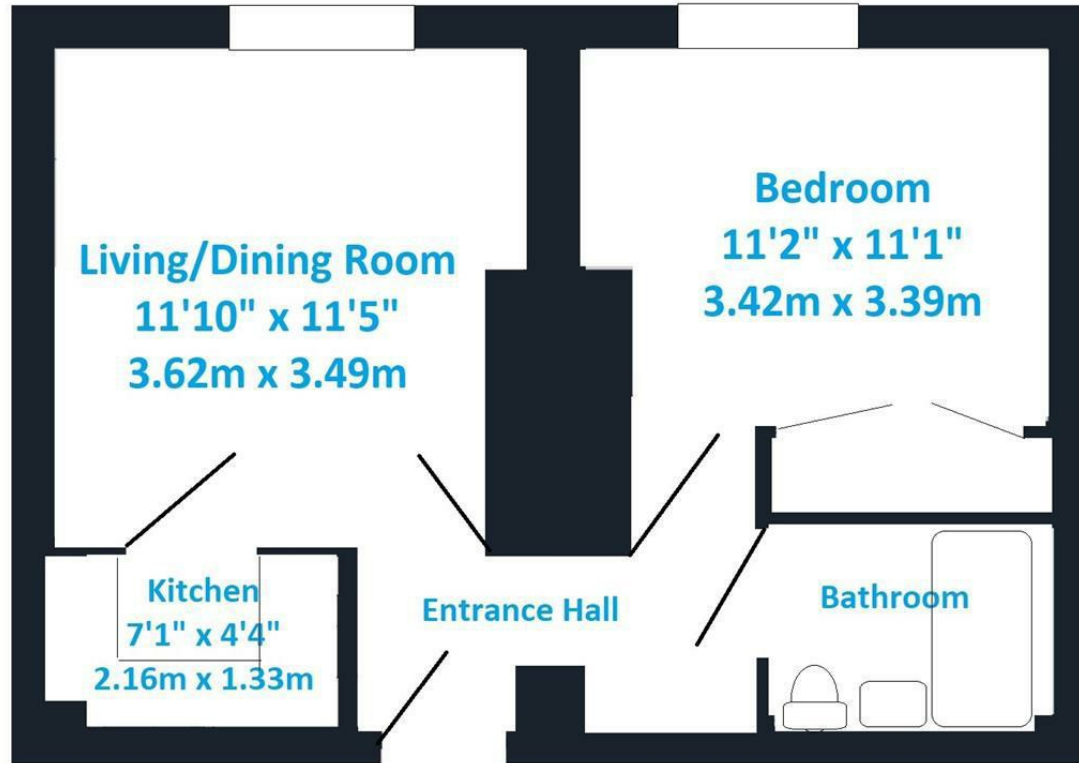 Living/Dining Room
11'10" x 11'5"
3.62m x 3.49m
Bedroom
11'2" x 11'1"
3.42m x 3.39m
Kitchen
7'1" x 4'4"
2.16m x 1.33m
Entrance Hall
Bathroom